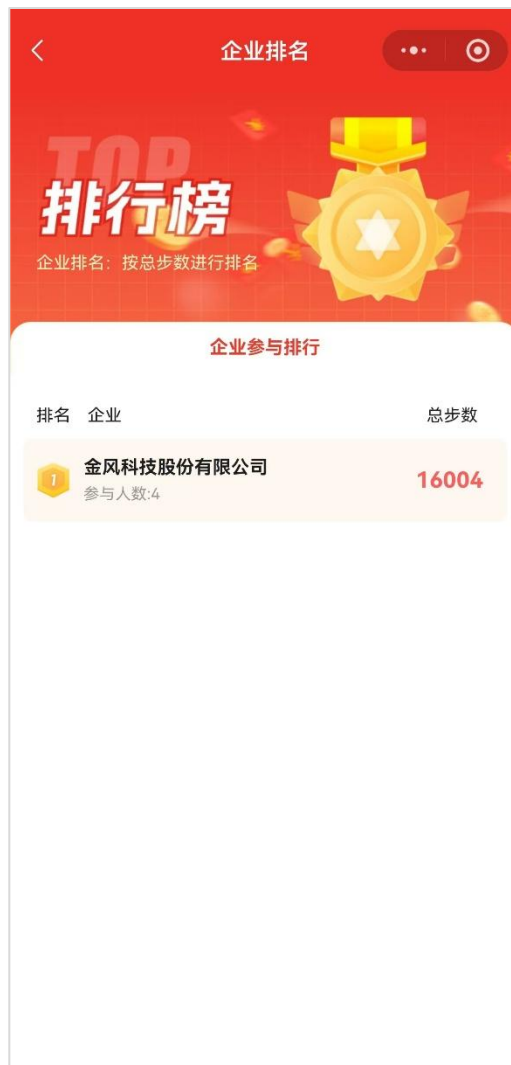 企业排名
TOP
排行榜
企业排名：按总步数进行排名
企业参与排行
排名 企业 总步数
1 金风科技股份有限公司 16004
参与人数:4